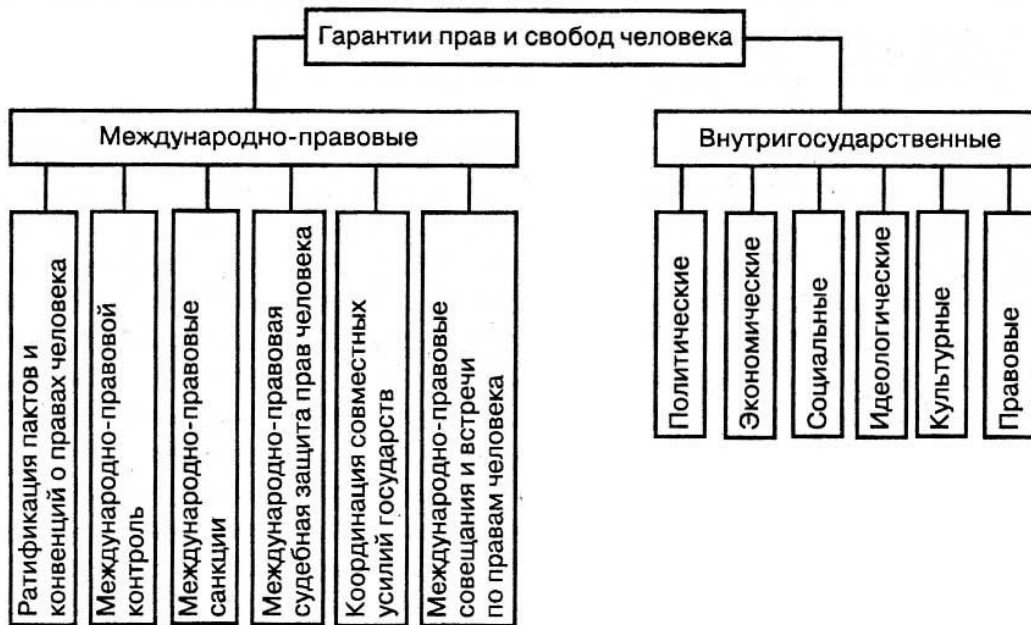 Гарантии прав и свобод человека
Международно-правовые
Внутригосударственные
Ратификация пактов и
конвенций о правах человека
Международно-правовой
контроль
Международно-правовые
санкции
Международно-правовая
судебная защита прав человека
Координация совместных
усилий государств
Международно-правовые
совещания и встречи
по правам человека
Политические
Экономические
Социальные
Идеологические
Культурные
Правовые